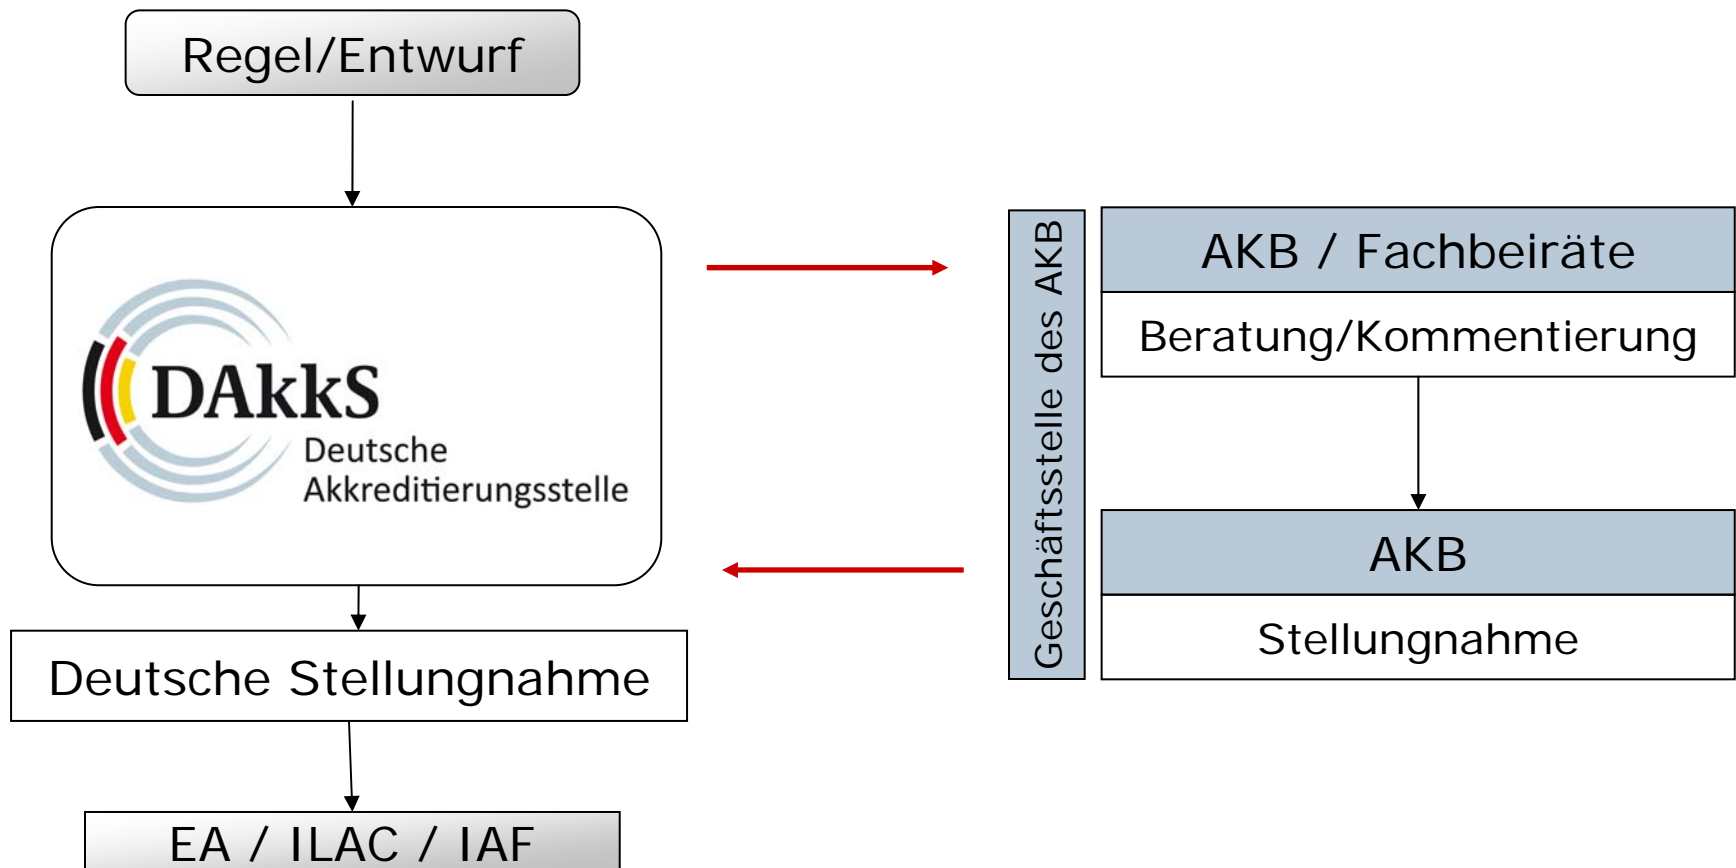 Regel/Entwurf
DAkkS
Deutsche
Akkreditierungsstelle
Deutsche Stellungnahme
EA / ILAC / IAF
Geschäftsstelle des AKB
AKB / Fachbeiräte
Beratung/Kommentierung
AKB
Stellungnahme